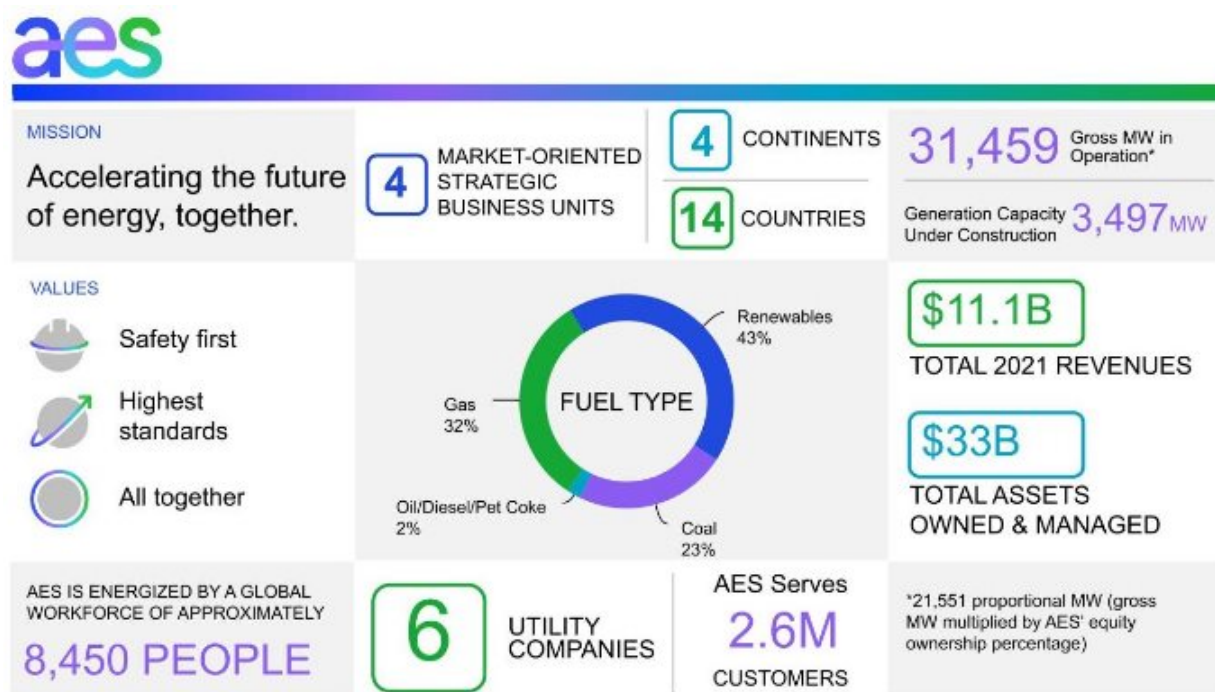 aes
MISSION
Accelerating the future
of energy, together.
4
MARKET-ORIENTED
STRATEGIC
BUSINESS UNITS
4
CONTINENTS
14
COUNTRIES
31,459
Gross MW in
Operation*
Generation Capacity
Under Construction
3,497MW
VALUES
Safety first
Highest
standards
All together
FUEL TYPE
Renewables
43%
Gas
32%
Oil/Diesel/Pet Coke
2%
Coal
23%
$11.1B
TOTAL 2021 REVENUES
$33B
TOTAL ASSETS
OWNED & MANAGED
AES IS ENERGIZED BY A GLOBAL
WORKFORCE OF APPROXIMATELY
8,450 PEOPLE
6
UTILITY
COMPANIES
AES Serves
2.6M
CUSTOMERS
*21,551 proportional MW (gross
MW multiplied by AES' equity
ownership percentage)